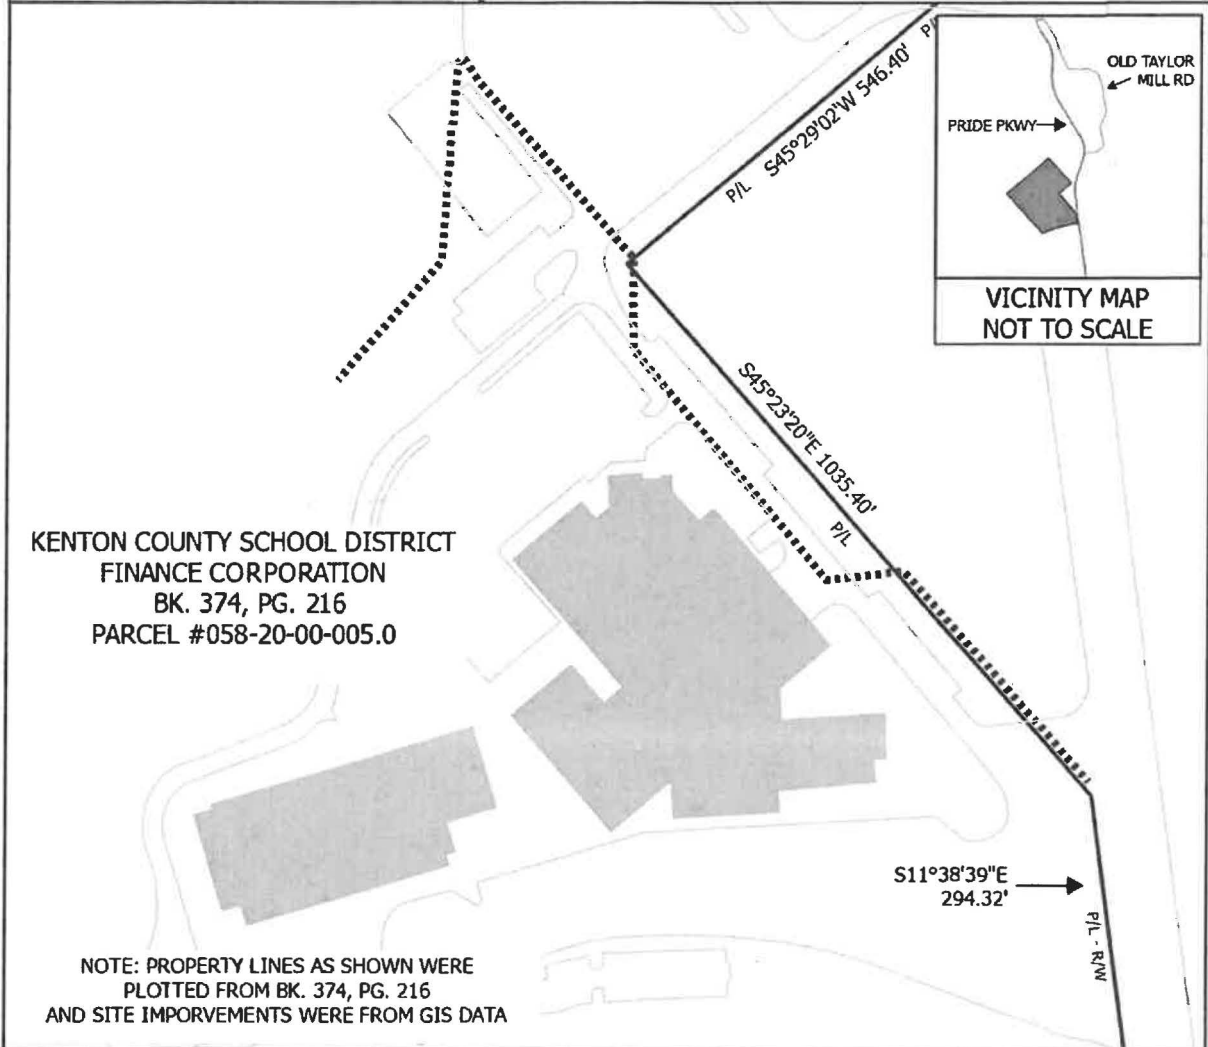 P/L S45°29'02"W 546.40'
OLD TAYLOR
MILL RD
PRIDE PKWY
VICINITY MAP
NOT TO SCALE
S45°23'20"E 1035.40'
P/L
KENTON COUNTY SCHOOL DISTRICT
FINANCE CORPORATION
BK. 374, PG. 216
PARCEL #058-20-00-005.0
S11°38'39"E
294.32'
P/L - R/W
NOTE: PROPERTY LINES AS SHOWN WERE
PLOTTED FROM BK. 374, PG. 216
AND SITE IMPORVEMENTS WERE FROM GIS DATA